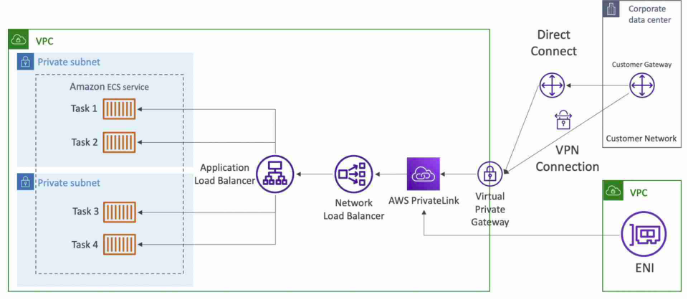 VPC
Private subnet
Amazon ECS service
Task 1
Task 2
Private subnet
Task 3
Task 4
Application
Load Balancer
Network
Load Balancer
AWS PrivateLink
Virtual
Private
Gateway
Direct
Connect
VPN
Connection
Corporate
data center
Customer Gateway
Customer Network
VPC
ENI